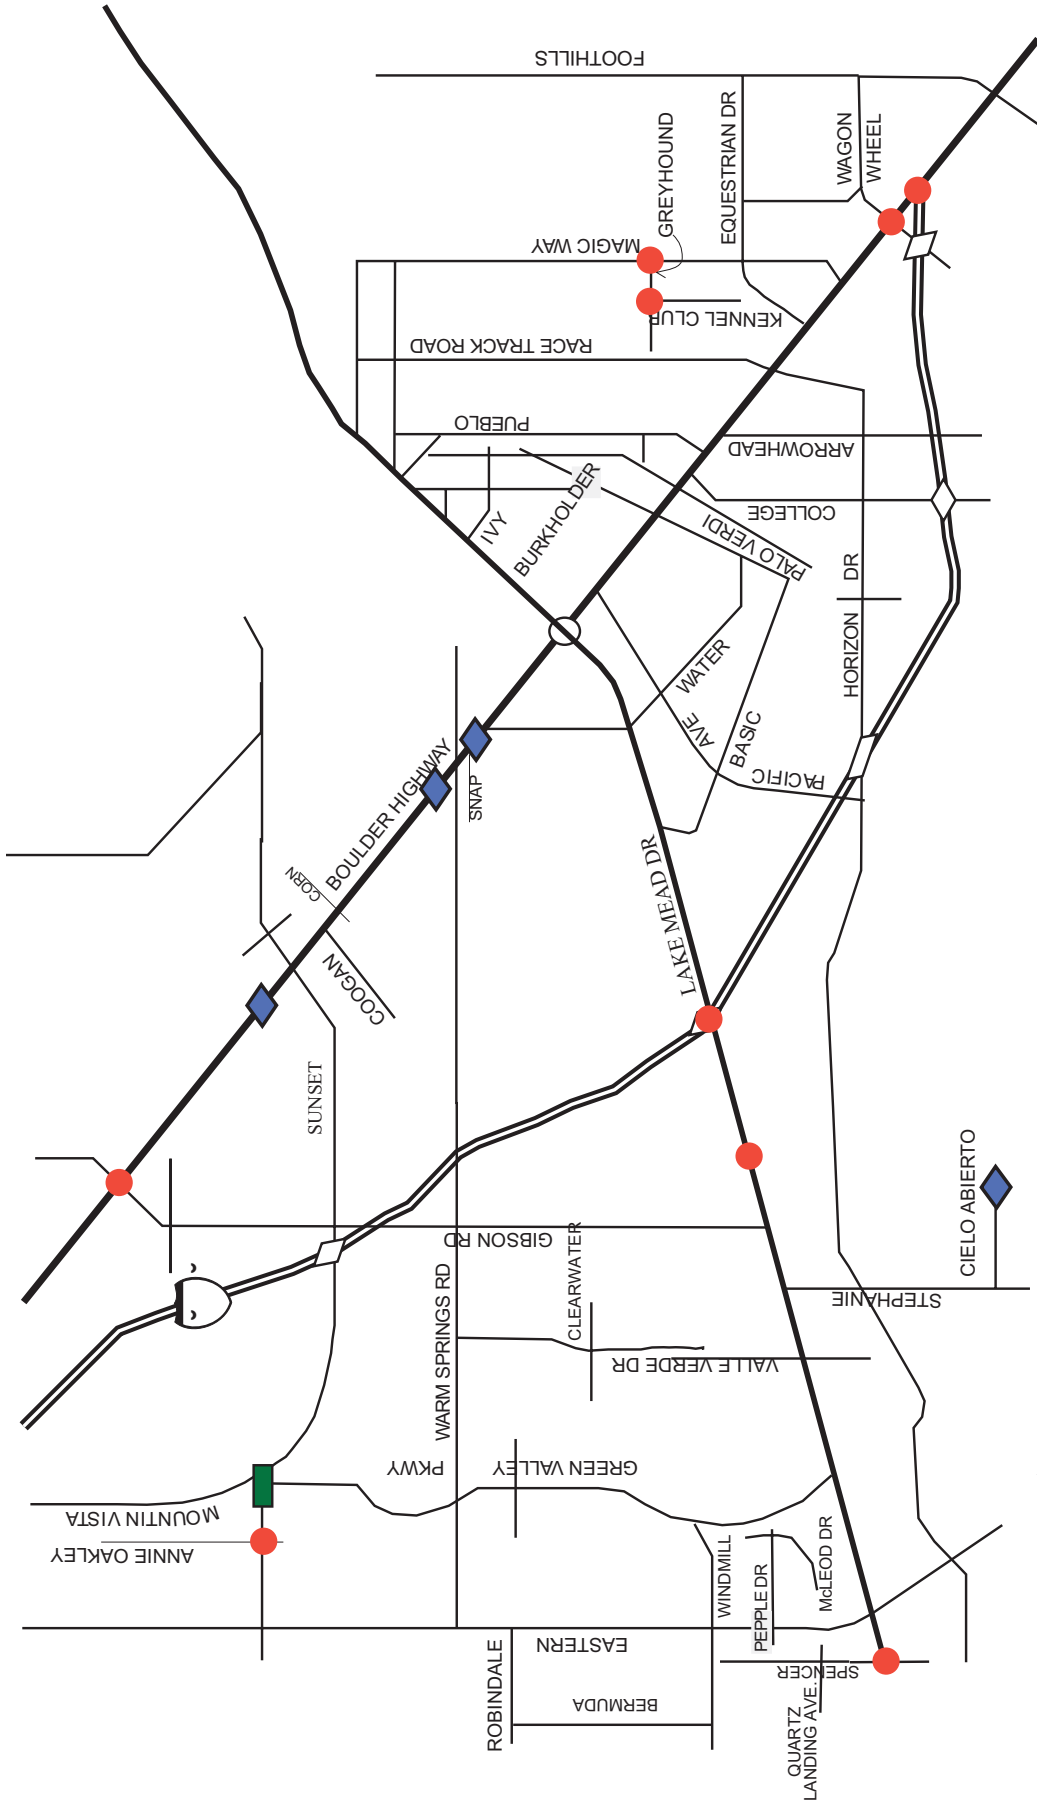 FOOTHILLS
GREYHOUND
EQUESTRIAN DR
WAGON
WHEEL
MAGIC WAY
KENNEL CLUB
RACE TRACK ROAD
PUEBLO
ARROWHEAD
COLLEGE
IVY
BURKHOLDER
PALO VERDI
HORIZON DR
WATER
AVE
BASIC
PACIFIC
BOULDER HIGHWAY
SNAP
CORN
COOGAN
LAKE MEAD DR
SUNSET
GIBSON RD
CIELO ABIERTO
STEPHANIE
CLEARWATER
WARM SPRINGS RD
VALLE VERDE DR
PKWY
GREEN VALLEY
MOUNTIN VISTA
ANNIE OAKLEY
WINDMILL
PEPPLE DR
McLEOD DR
EASTERN
ROBINDALE
BERMUDA
SPENCER
QUARTZ
LANDING AVE.